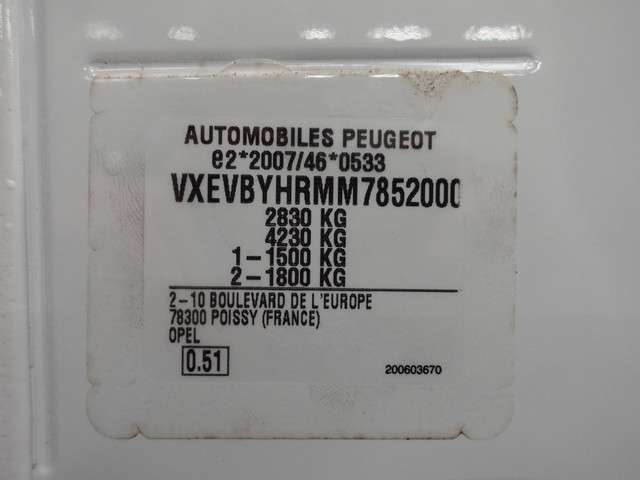 AUTOMOBILES PEUGEOT
e2*2007/46*0533
VXEVBYHRMM7852000
2830 KG
4230 KG
1-1500 KG
2-1800 KG
2-10 BOULEVARD DE L'EUROPE
78300 POISSY (FRANCE)
OPEL
0.51
200603670